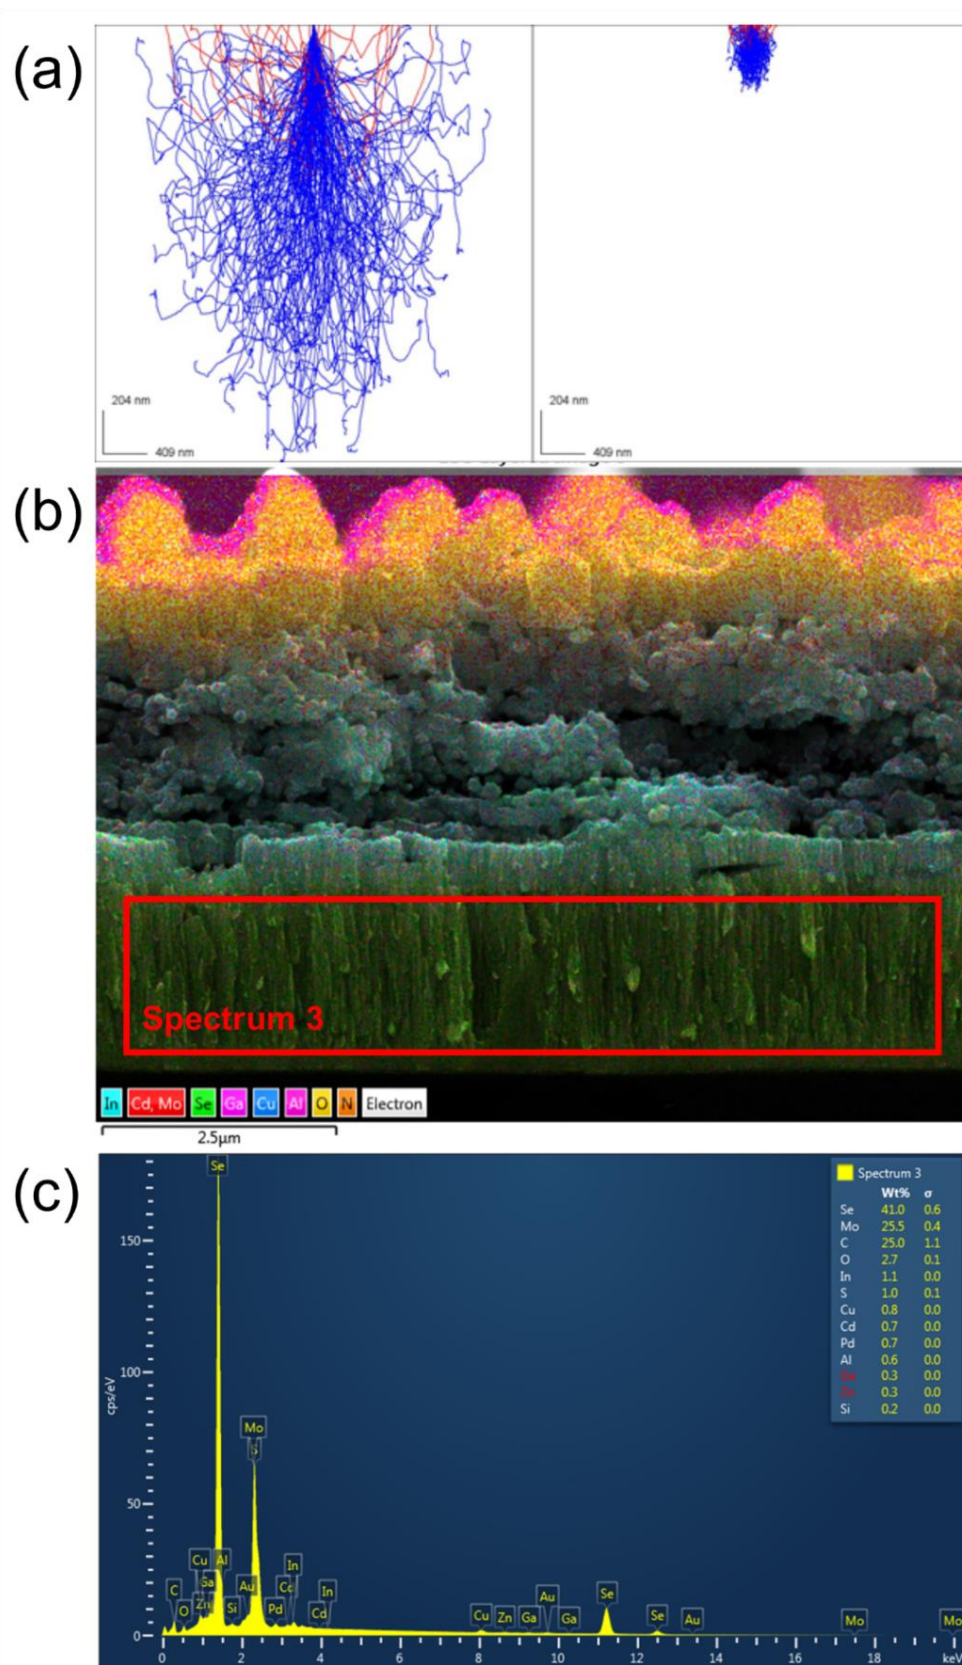 (a)
204 nm
409 nm
204 nm
409 nm
(b)
Spectrum 3
In Cd, Mo Se Ga Cu Al O N Electron
2.5μm
(c)
Spectrum 3
Wt% σ
Se 41.0 0.6
Mo 25.5 0.4
C 25.0 1.1
O 2.7 0.1
In 1.1 0.0
S 1.0 0.1
Cu 0.8 0.0
Cd 0.7 0.0
Pd 0.7 0.0
Al 0.6 0.0
0.3 0.0
0.3 0.0
Si 0.2 0.0
cps/eV
150
100
50
0
Se
Mo
S
Cu Al
Ga
Zn
C
O
Si
Au
Pd
In
Cd
In
Cu Zn Ga Au Ga Se Se Au Mo Mo
0 2 4 6 8 10 12 14 16 18 keV